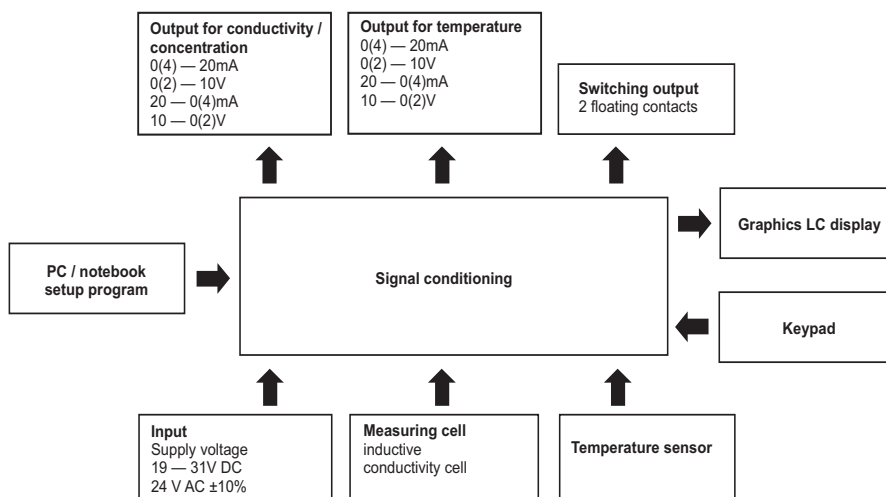 Output for conductivity /
concentration
0(4) — 20mA
0(2) — 10V
20 — 0(4)mA
10 — 0(2)V
Output for temperature
0(4) — 20mA
0(2) — 10V
20 — 0(4)mA
10 — 0(2)V
Switching output
2 floating contacts
Graphics LC display
PC / notebook
setup program
Signal conditioning
Keypad
Input
Supply voltage
19 — 31V DC
24 V AC ±10%
Measuring cell
inductive
conductivity cell
Temperature sensor